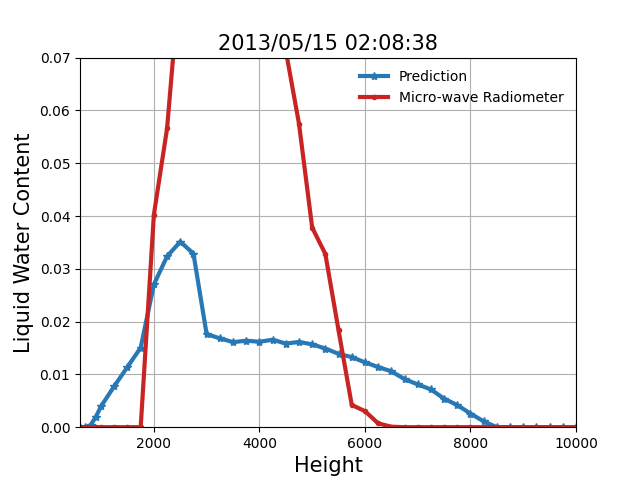 2013/05/15 02:08:38
0.07
0.06
0.05
0.04
0.03
0.02
0.01
0.00
Liquid Water Content
Prediction
Micro-wave Radiometer
2000 4000 6000 8000 10000
Height